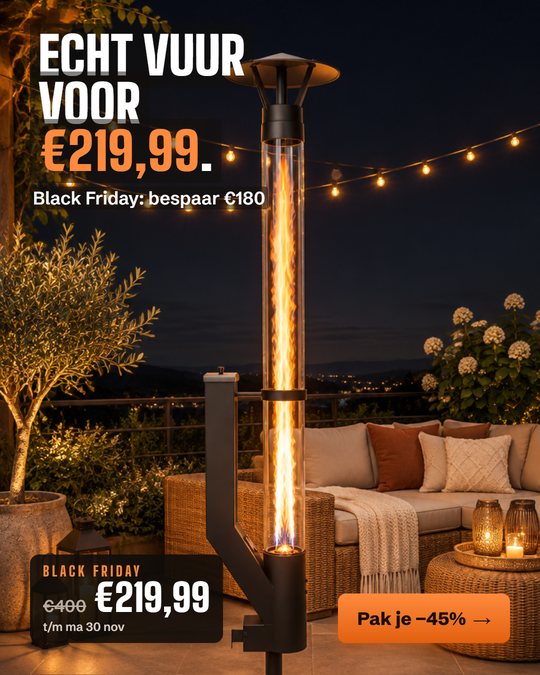 ECHT VUUR
VOOR
€219,99.
Black Friday: bespaar €180
BLACK FRIDAY
€400 €219,99
t/m ma 30 nov
Pak je −45% →